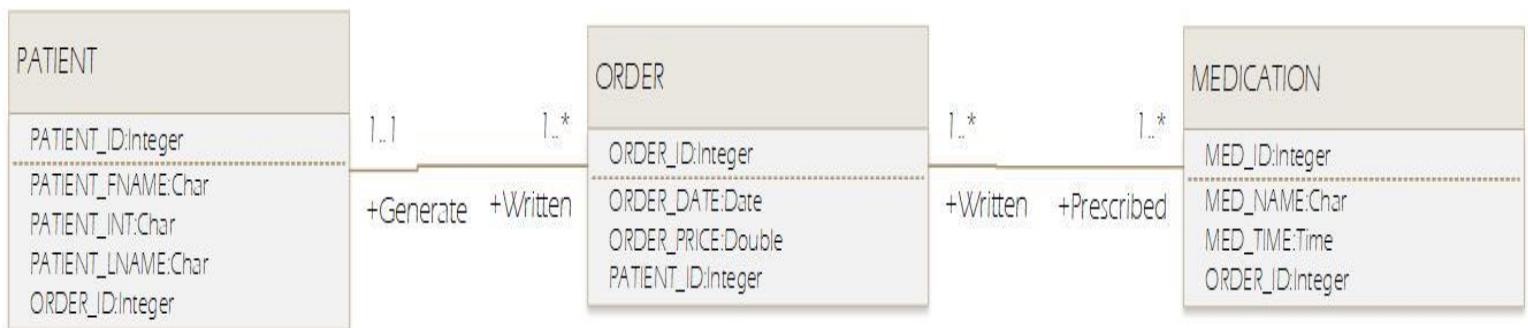 PATIENT
PATIENT_ID:Integer
PATIENT_FNAME:Char
PATIENT_INT:Char
PATIENT_LNAME:Char
ORDER_ID:Integer
1..1
1..*
+Generate
+Written
ORDER
ORDER_ID:Integer
ORDER_DATE:Date
ORDER_PRICE:Double
PATIENT_ID:Integer
1..*
1..*
+Written
+Prescribed
MEDICATION
MED_ID:Integer
MED_NAME:Char
MED_TIME:Time
ORDER_ID:Integer